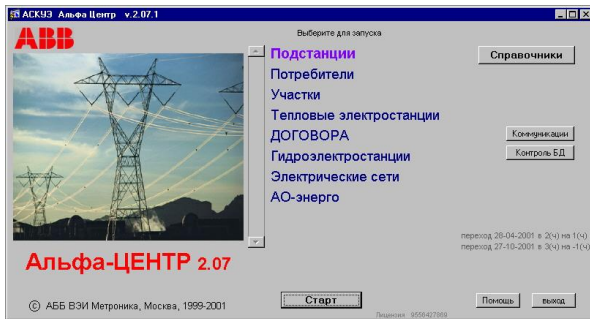 АСКУЭ Альфа Центр v.2.07.1
ABB
Выберите для запуска
Подстанции
Потребители
Участки
Тепловые электростанции
ДОГОВОРА
Гидроэлектростанции
Электрические сети
АО-энерго
Справочники
Коммуникации
Контроль БД
переход 28-04-2001 в 2(ч) на 1(ч)
переход 27-10-2001 в 3(ч) на -1(ч)
Альфа-ЦЕНТР 2.07
© АББ ВЭИ Метроника, Москва, 1999-2001
Старт
Лицензия 9550427869
Помощь
выход